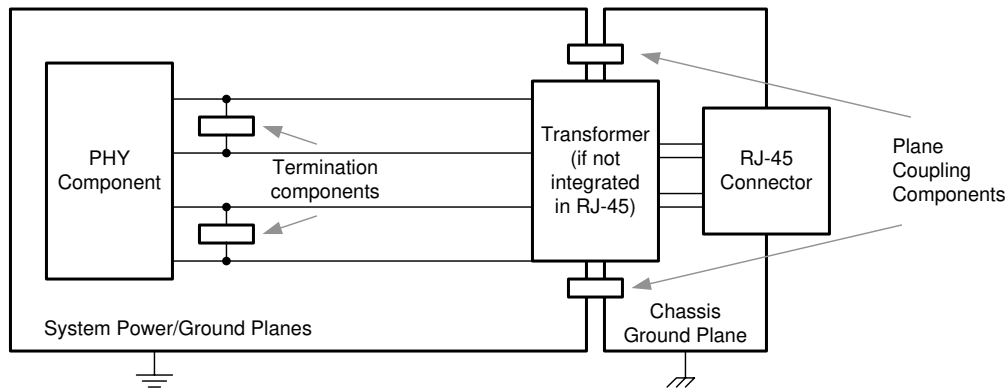 PHY
Component
Termination
components
Transformer
(if not
integrated
in RJ-45)
RJ-45
Connector
Plane
Coupling
Components
System Power/Ground Planes
Chassis
Ground Plane